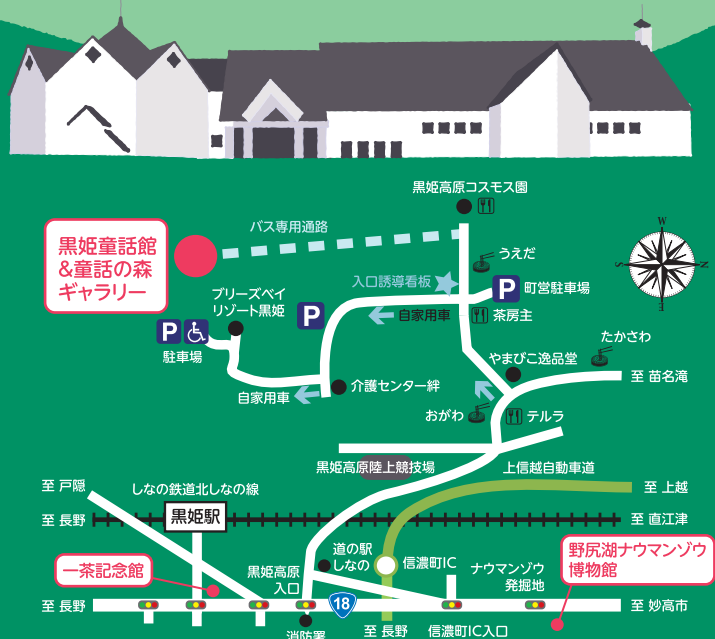 黒姫高原コスモス園
バス専用通路
黒姫童話館
&童話の森
ギャラリー
うえだ
W
S
N
E
入口誘導看板
P
町営駐車場
ブリーズベイ
リゾート黒姫
P
自家用車
茶房主
P
駐車場
たかさわ
やまびこ逸品堂
至 苗名滝
介護センター絆
自家用車
おがわ
テルラ
黒姫高原陸上競技場
上信越自動車道
至 戸隠
しなの鉄道北しなの線
至 上越
至 長野
黒姫駅
至 直江津
道の駅
しなの
信濃町IC
野尻湖ナウマンゾウ
博物館
一茶記念館
黒姫高原
入口
ナウマンゾウ
発掘地
至 長野
18
至 妙高市
消防署
至 長野
信濃町IC入口